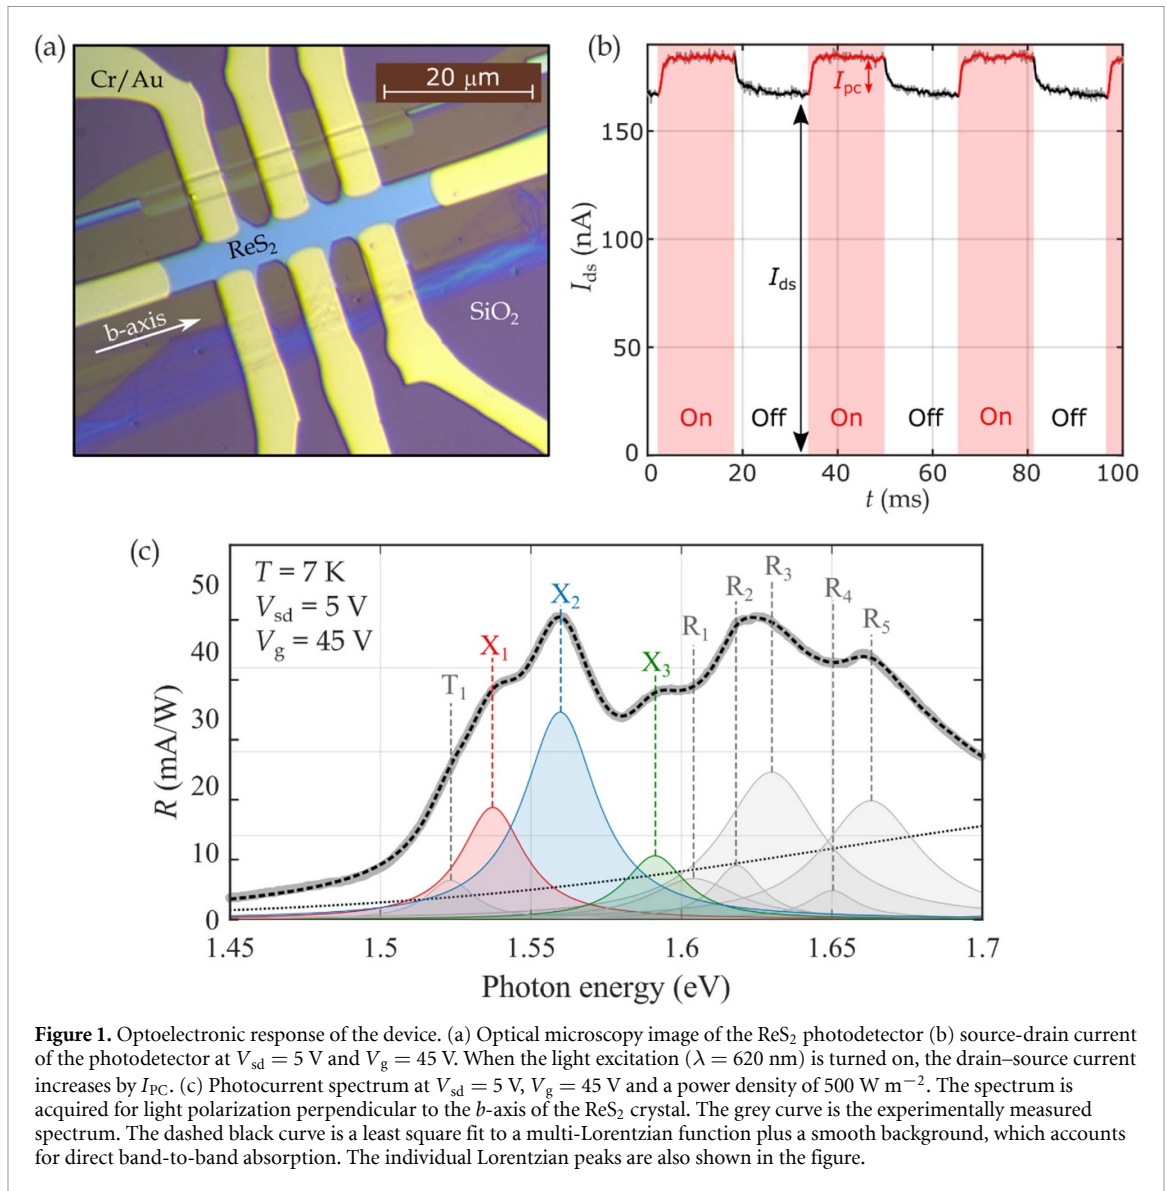 (a)
Cr/Au
20 μm
ReS2
b-axis
SiO2
(b)
Ids (nA)
150
100
50
0
Ipc
Ids
On Off On Off On Off
0 20 40 60 80 100
t (ms)
(c)
T = 7 K
Vsd = 5 V
Vg = 45 V
T1
X1
X2
X3
R1
R2
R3
R4
R5
R (mA/W)
50
40
30
20
10
0
1.45 1.5 1.55 1.6 1.65 1.7
Photon energy (eV)
Figure 1. Optoelectronic response of the device. (a) Optical microscopy image of the ReS2 photodetector (b) source-drain current
of the photodetector at Vsd = 5 V and Vg = 45 V. When the light excitation (λ = 620 nm) is turned on, the drain–source current
increases by IPC. (c) Photocurrent spectrum at Vsd = 5 V, Vg = 45 V and a power density of 500 W m−2. The spectrum is
acquired for light polarization perpendicular to the b-axis of the ReS2 crystal. The grey curve is the experimentally measured
spectrum. The dashed black curve is a least square fit to a multi-Lorentzian function plus a smooth background, which accounts
for direct band-to-band absorption. The individual Lorentzian peaks are also shown in the figure.